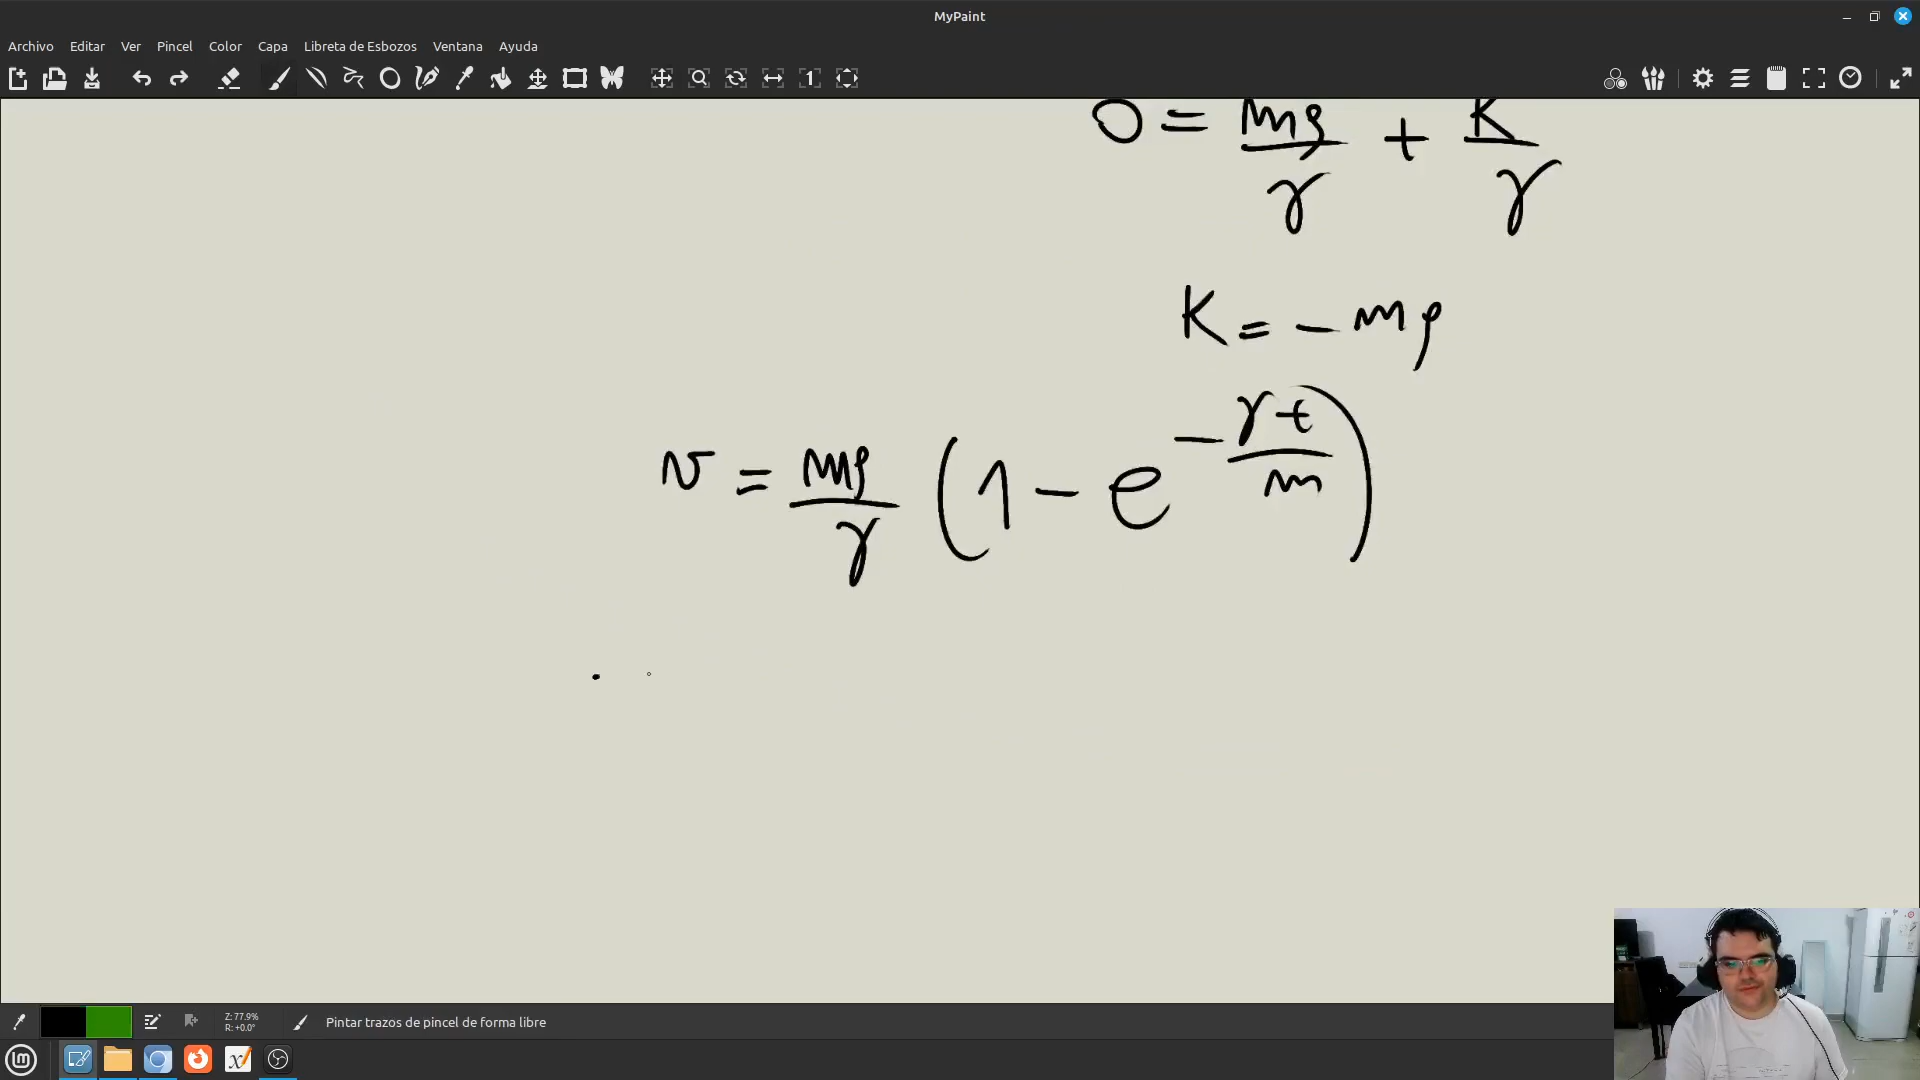 MyPaint
Archivo Editar Ver Pincel Color Capa Libreta de Esbozos Ventana Ayuda
0 = mg/γ + K/γ
K = - mg
v = mg/γ (1 - e^(-γt/m))
Z: 77.9%
R: +0.0°
Pintar trazos de pincel de forma libre